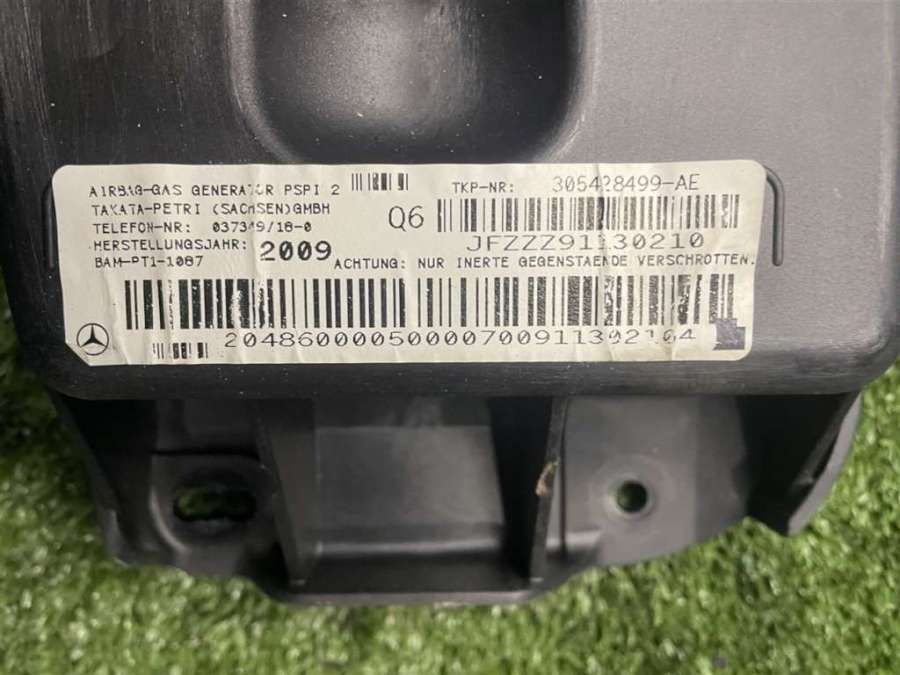 AIRBAG-GAS GENERATOR PSPI 2
TAKATA-PETRI (SACHSEN)GMBH
TELEFON-NR: 037349/18-0
HERSTELLUNGSJAHR: 2009
BAM-PT1-1087
TKP-NR: 305428499-AE
Q6
JFZZZ91130210
ACHTUNG: NUR INERTE GEGENSTAENDE VERSCHROTTEN.
20486000050000700911302164